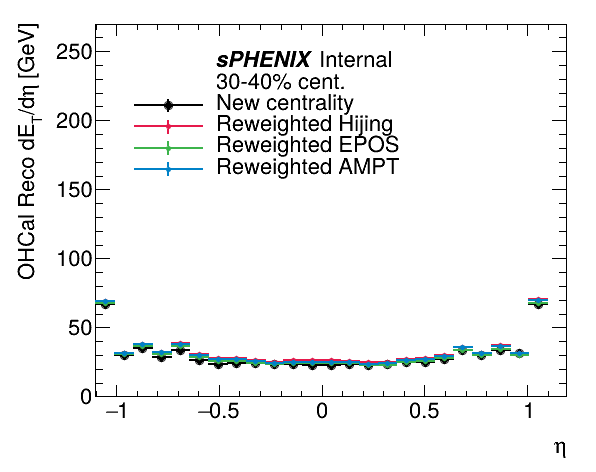 sPHENIX Internal
30-40% cent.
New centrality
Reweighted Hijing
Reweighted EPOS
Reweighted AMPT
OHCal Reco dE_T/dη [GeV]
250
200
150
100
50
0
−1
−0.5
0
0.5
1
η